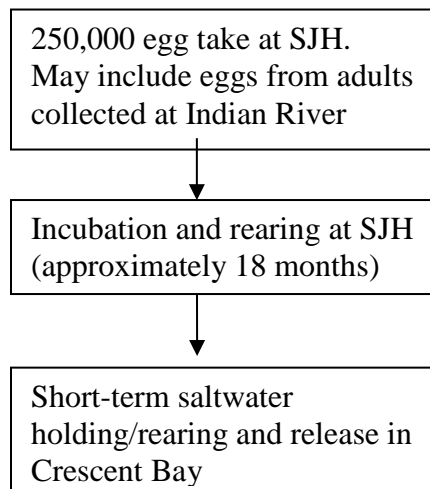 250,000 egg take at SJH.
May include eggs from adults
collected at Indian River
Incubation and rearing at SJH
(approximately 18 months)
Short-term saltwater
holding/rearing and release in
Crescent Bay